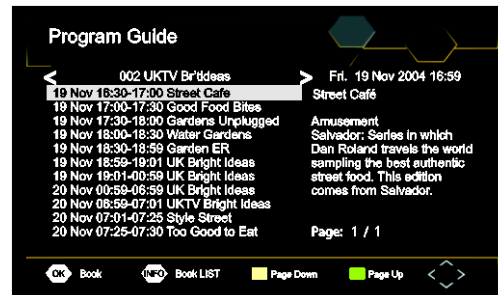 Program Guide
002 UKTV Br'tIdeas
Fri. 19 Nov 2004 16:59
19 Nov 16:30-17:00 Street Cafe
19 Nov 17:00-17:30 Good Food Bites
19 Nov 17:30-18:00 Gardens Unplugged
19 Nov 18:00-18:30 Water Gardens
19 Nov 18:30-18:59 Garden ER
19 Nov 18:59-19:01 UK Bright Ideas
19 Nov 19:01-00:59 UK Bright Ideas
20 Nov 00:59-06:59 UK Bright Ideas
20 Nov 06:59-07:01 UKTV Bright Ideas
20 Nov 07:01-07:25 Style Street
20 Nov 07:25-07:30 Too Good to Eat
Street Café
Amusement
Salvador: Series in which
Dan Roland travels the world
sampling the best authentic
street food. This edition
comes from Salvador.
Page: 1 / 1
OK Book INFO Book LIST Page Down Page Up